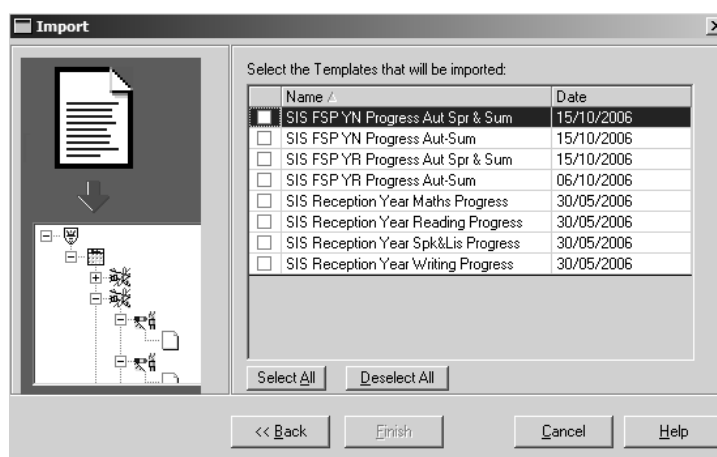 Import
Select the Templates that will be imported:
Name Date
SIS FSP YN Progress Aut Spr & Sum 15/10/2006
SIS FSP YN Progress Aut-Sum 15/10/2006
SIS FSP YR Progress Aut Spr & Sum 15/10/2006
SIS FSP YR Progress Aut-Sum 06/10/2006
SIS Reception Year Maths Progress 30/05/2006
SIS Reception Year Reading Progress 30/05/2006
SIS Reception Year Spk&Lis Progress 30/05/2006
SIS Reception Year Writing Progress 30/05/2006
Select All Deselect All
<< Back Finish Cancel Help